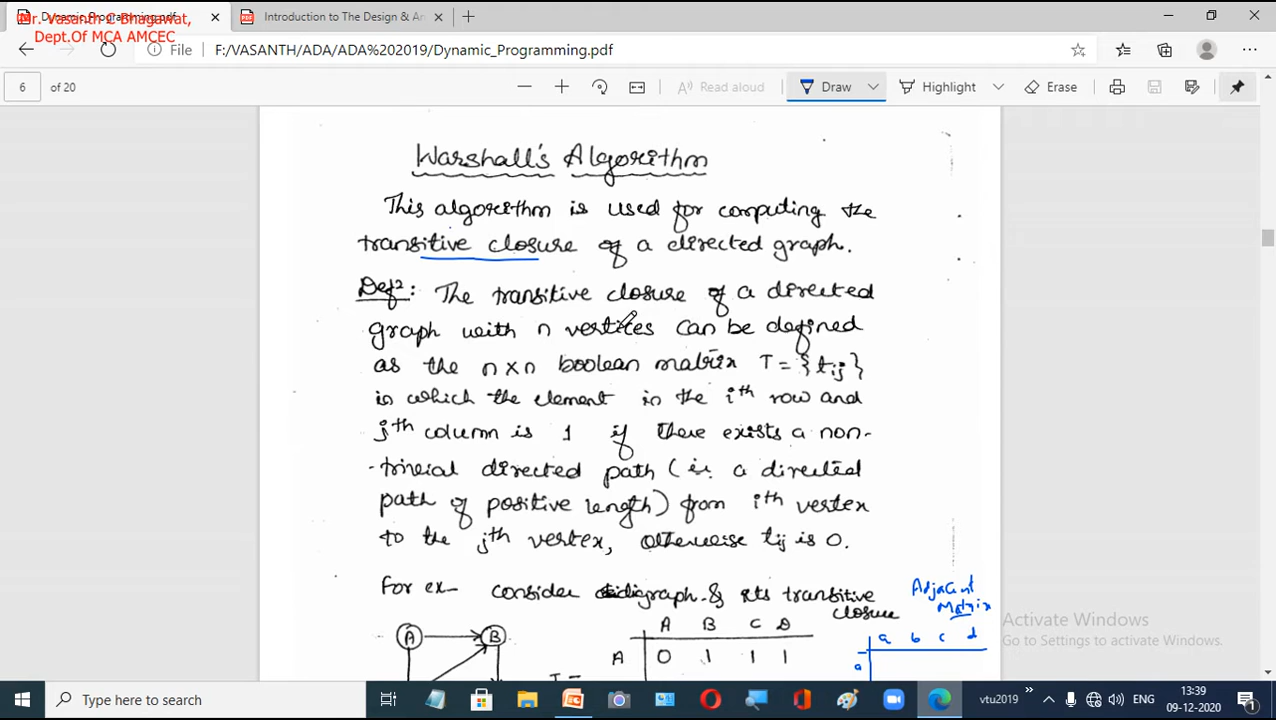 Dynamic_Programming.pdf
Introduction to The Design & An
Dr. Vasanth C Bhagawat,
Dept.Of MCA AMCEC
File
F:/VASANTH/ADA/ADA%202019/Dynamic_Programming.pdf
6 of 20
Read aloud
Draw
Highlight
Erase
Warshall's Algorithm
This algorithm is used for computing the
transitive closure of a directed graph.
Defn: The transitive closure of a directed
graph with n vertices can be defined
as the n×n boolean matrix T = {tij}
in which the element in the ith row and
jth column is 1 if there exists a non-
-trivial directed path (ie. a directed
path of positive length) from ith vertex
to the jth vertex, otherwise tij is 0.
For ex- consider digraph & its transitive
closure
Adjacent
Matrix
A B
A B C D
A 0 1 1 1
T =
a b c d
a
Activate Windows
Go to Settings to activate Windows.
Type here to search
vtu2019
ENG
13:39
09-12-2020
1